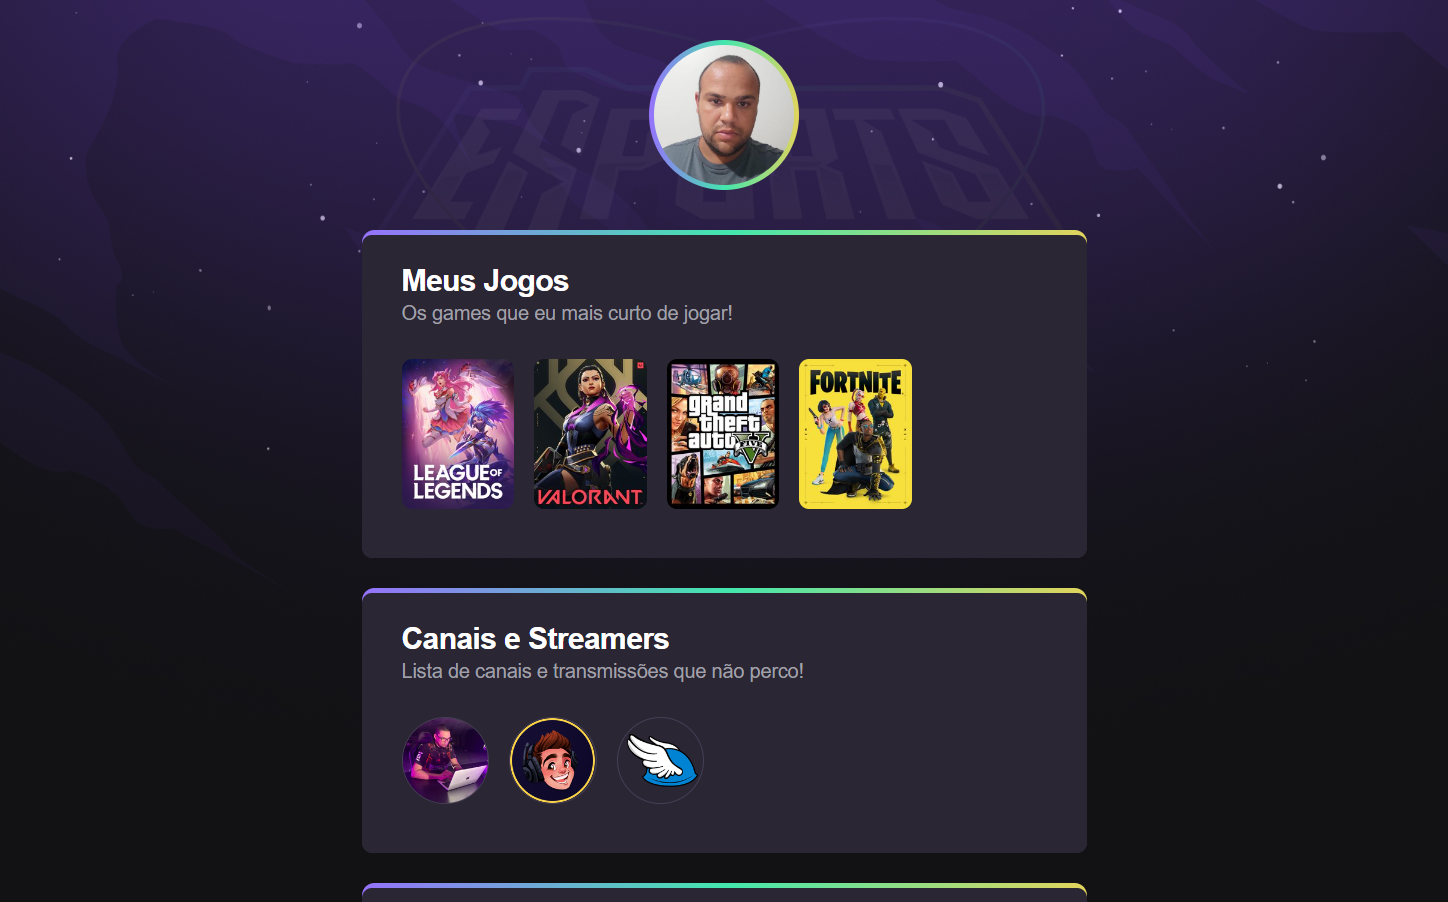 ESPORTS
Meus Jogos
Os games que eu mais curto de jogar!
LEAGUE OF
LEGENDS
VALORANT
grand
theft
auto
FIVE
FORTNITE
Canais e Streamers
Lista de canais e transmissões que não perco!